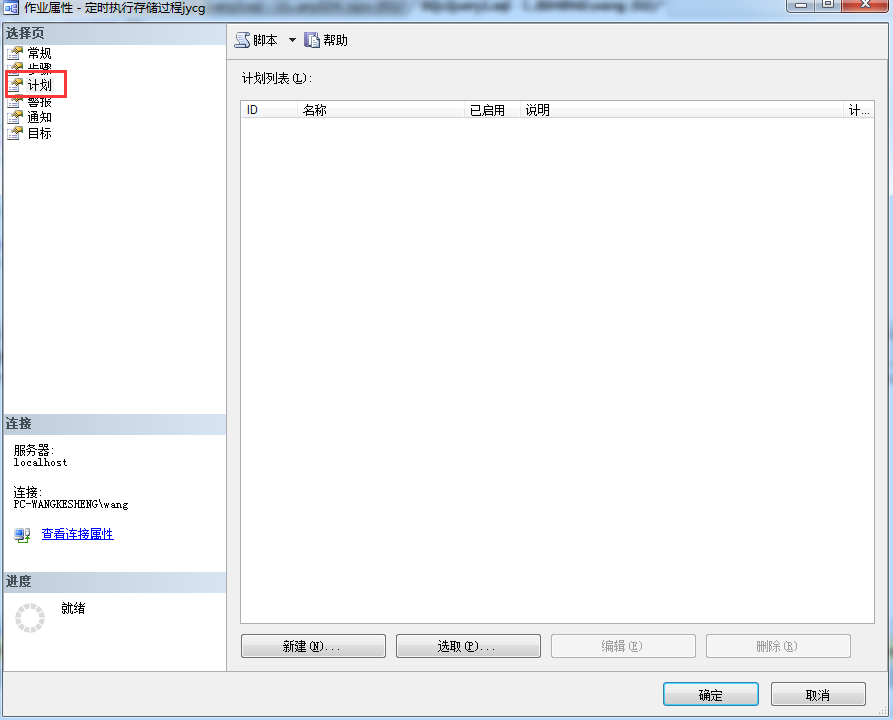 作业属性 - 定时执行存储过程jycg
选择页
常规
步骤
计划
警报
通知
目标
脚本
帮助
计划列表(L):
ID 名称 已启用 说明 计...
连接
服务器:
localhost
连接:
PC-WANGKESHENG\wang
查看连接属性
进度
就绪
新建(N)...
选取(P)...
编辑(E)
删除(R)
确定
取消